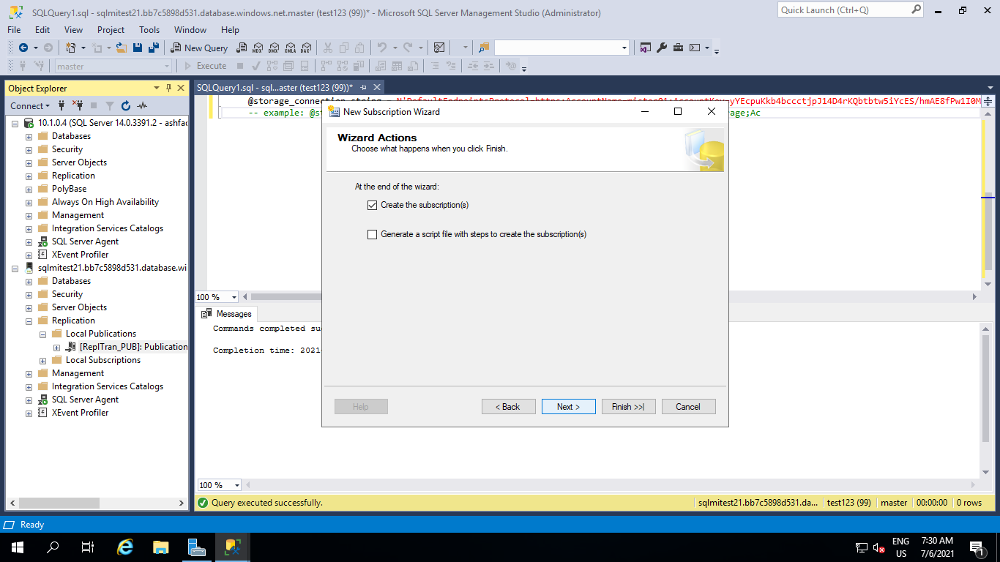 SQLQuery1.sql - sqlmitest21.bb7c5898d531.database.windows.net.master (test123 (99))* - Microsoft SQL Server Management Studio (Administrator)
Quick Launch (Ctrl+Q)
File Edit View Project Tools Window Help
New Query
MDX DMX XMLA DAX
master
Execute
Object Explorer
SQLQuery1.sql - sql...aster (test123 (99))*
Connect
@storage_connection_string = N'DefaultEndpointsProtocol=https;AccountName=mister01;AccountKey=yYEcpuKkb4bccctjpJ14D4rKQbtbtw5iYcES/hmAE8fPw1I0M
-- example: @s
age;Ac
10.1.0.4 (SQL Server 14.0.3391.2 - ashfac
Databases
Security
Server Objects
Replication
PolyBase
Always On High Availability
Management
Integration Services Catalogs
SQL Server Agent
XEvent Profiler
sqlmitest21.bb7c5898d531.database.wi
Databases
Security
Server Objects
Replication
Local Publications
[ReplTran_PUB]: Publication
Local Subscriptions
Management
Integration Services Catalogs
SQL Server Agent
XEvent Profiler
New Subscription Wizard
Wizard Actions
Choose what happens when you click Finish.
At the end of the wizard:
Create the subscription(s)
Generate a script file with steps to create the subscription(s)
Help
< Back
Next >
Finish >>|
Cancel
100 %
Messages
Commands completed su
Completion time: 2021
100 %
Query executed successfully.
sqlmitest21.bb7c5898d531.da... test123 (99) master 00:00:00 0 rows
Ready
ENG
US
7:30 AM
7/6/2021
1